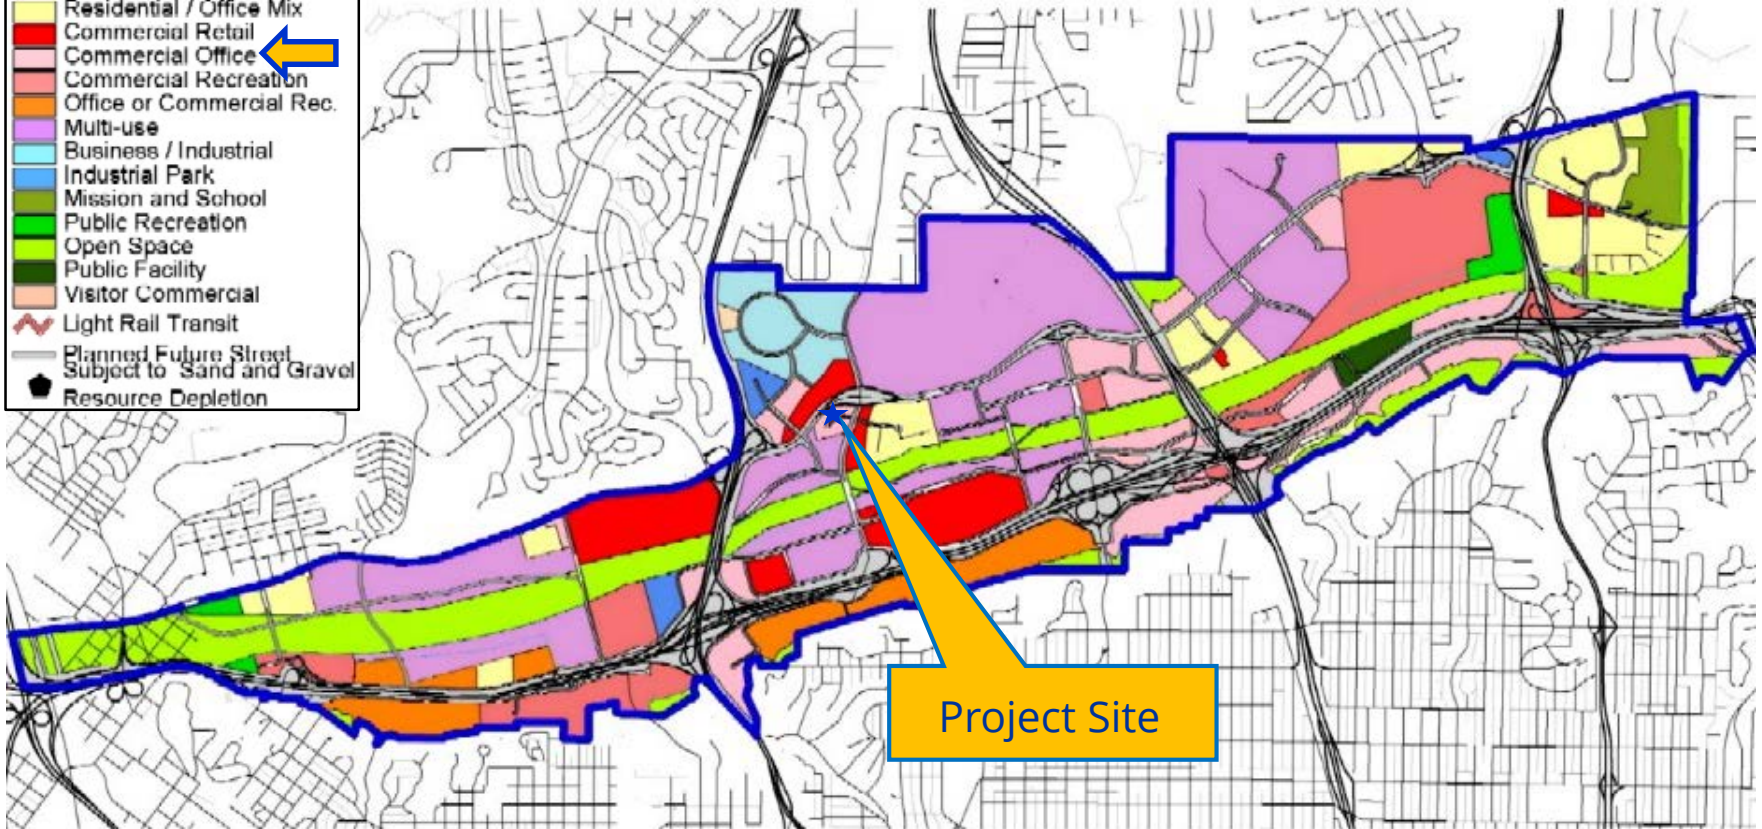 Residential / Office Mix
Commercial Retail
Commercial Office
Commercial Recreation
Office or Commercial Rec.
Multi-use
Business / Industrial
Industrial Park
Mission and School
Public Recreation
Open Space
Public Facility
Visitor Commercial
Light Rail Transit
Planned Future Street
Subject to Sand and Gravel
Resource Depletion
Project Site